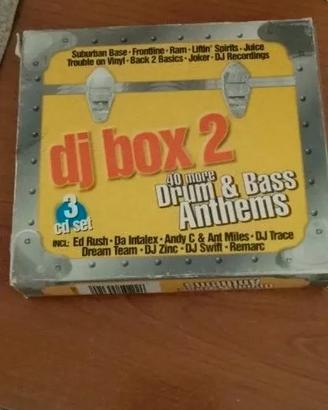 Suburban Base · Frontline · Ram · Liftin' Spirits · Juice
Trouble on Vinyl · Back 2 Basics · Joker · DJ Recordings
dj box 2
40 more
Drum & Bass
Anthems
3
cd set
INCL: Ed Rush · Da Intalex · Andy C & Ant Miles · DJ Trace
Dream Team · DJ Zinc · DJ Swift · Remarc